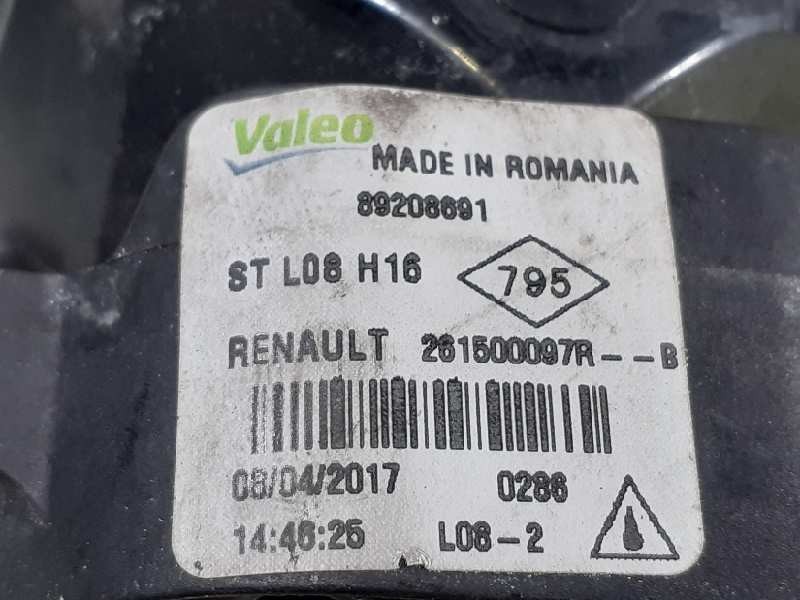 Valeo
MADE IN ROMANIA
89208691
ST L08 H16
795
RENAULT 261500097R--B
08/04/2017 0286
14:46:25 L08-2